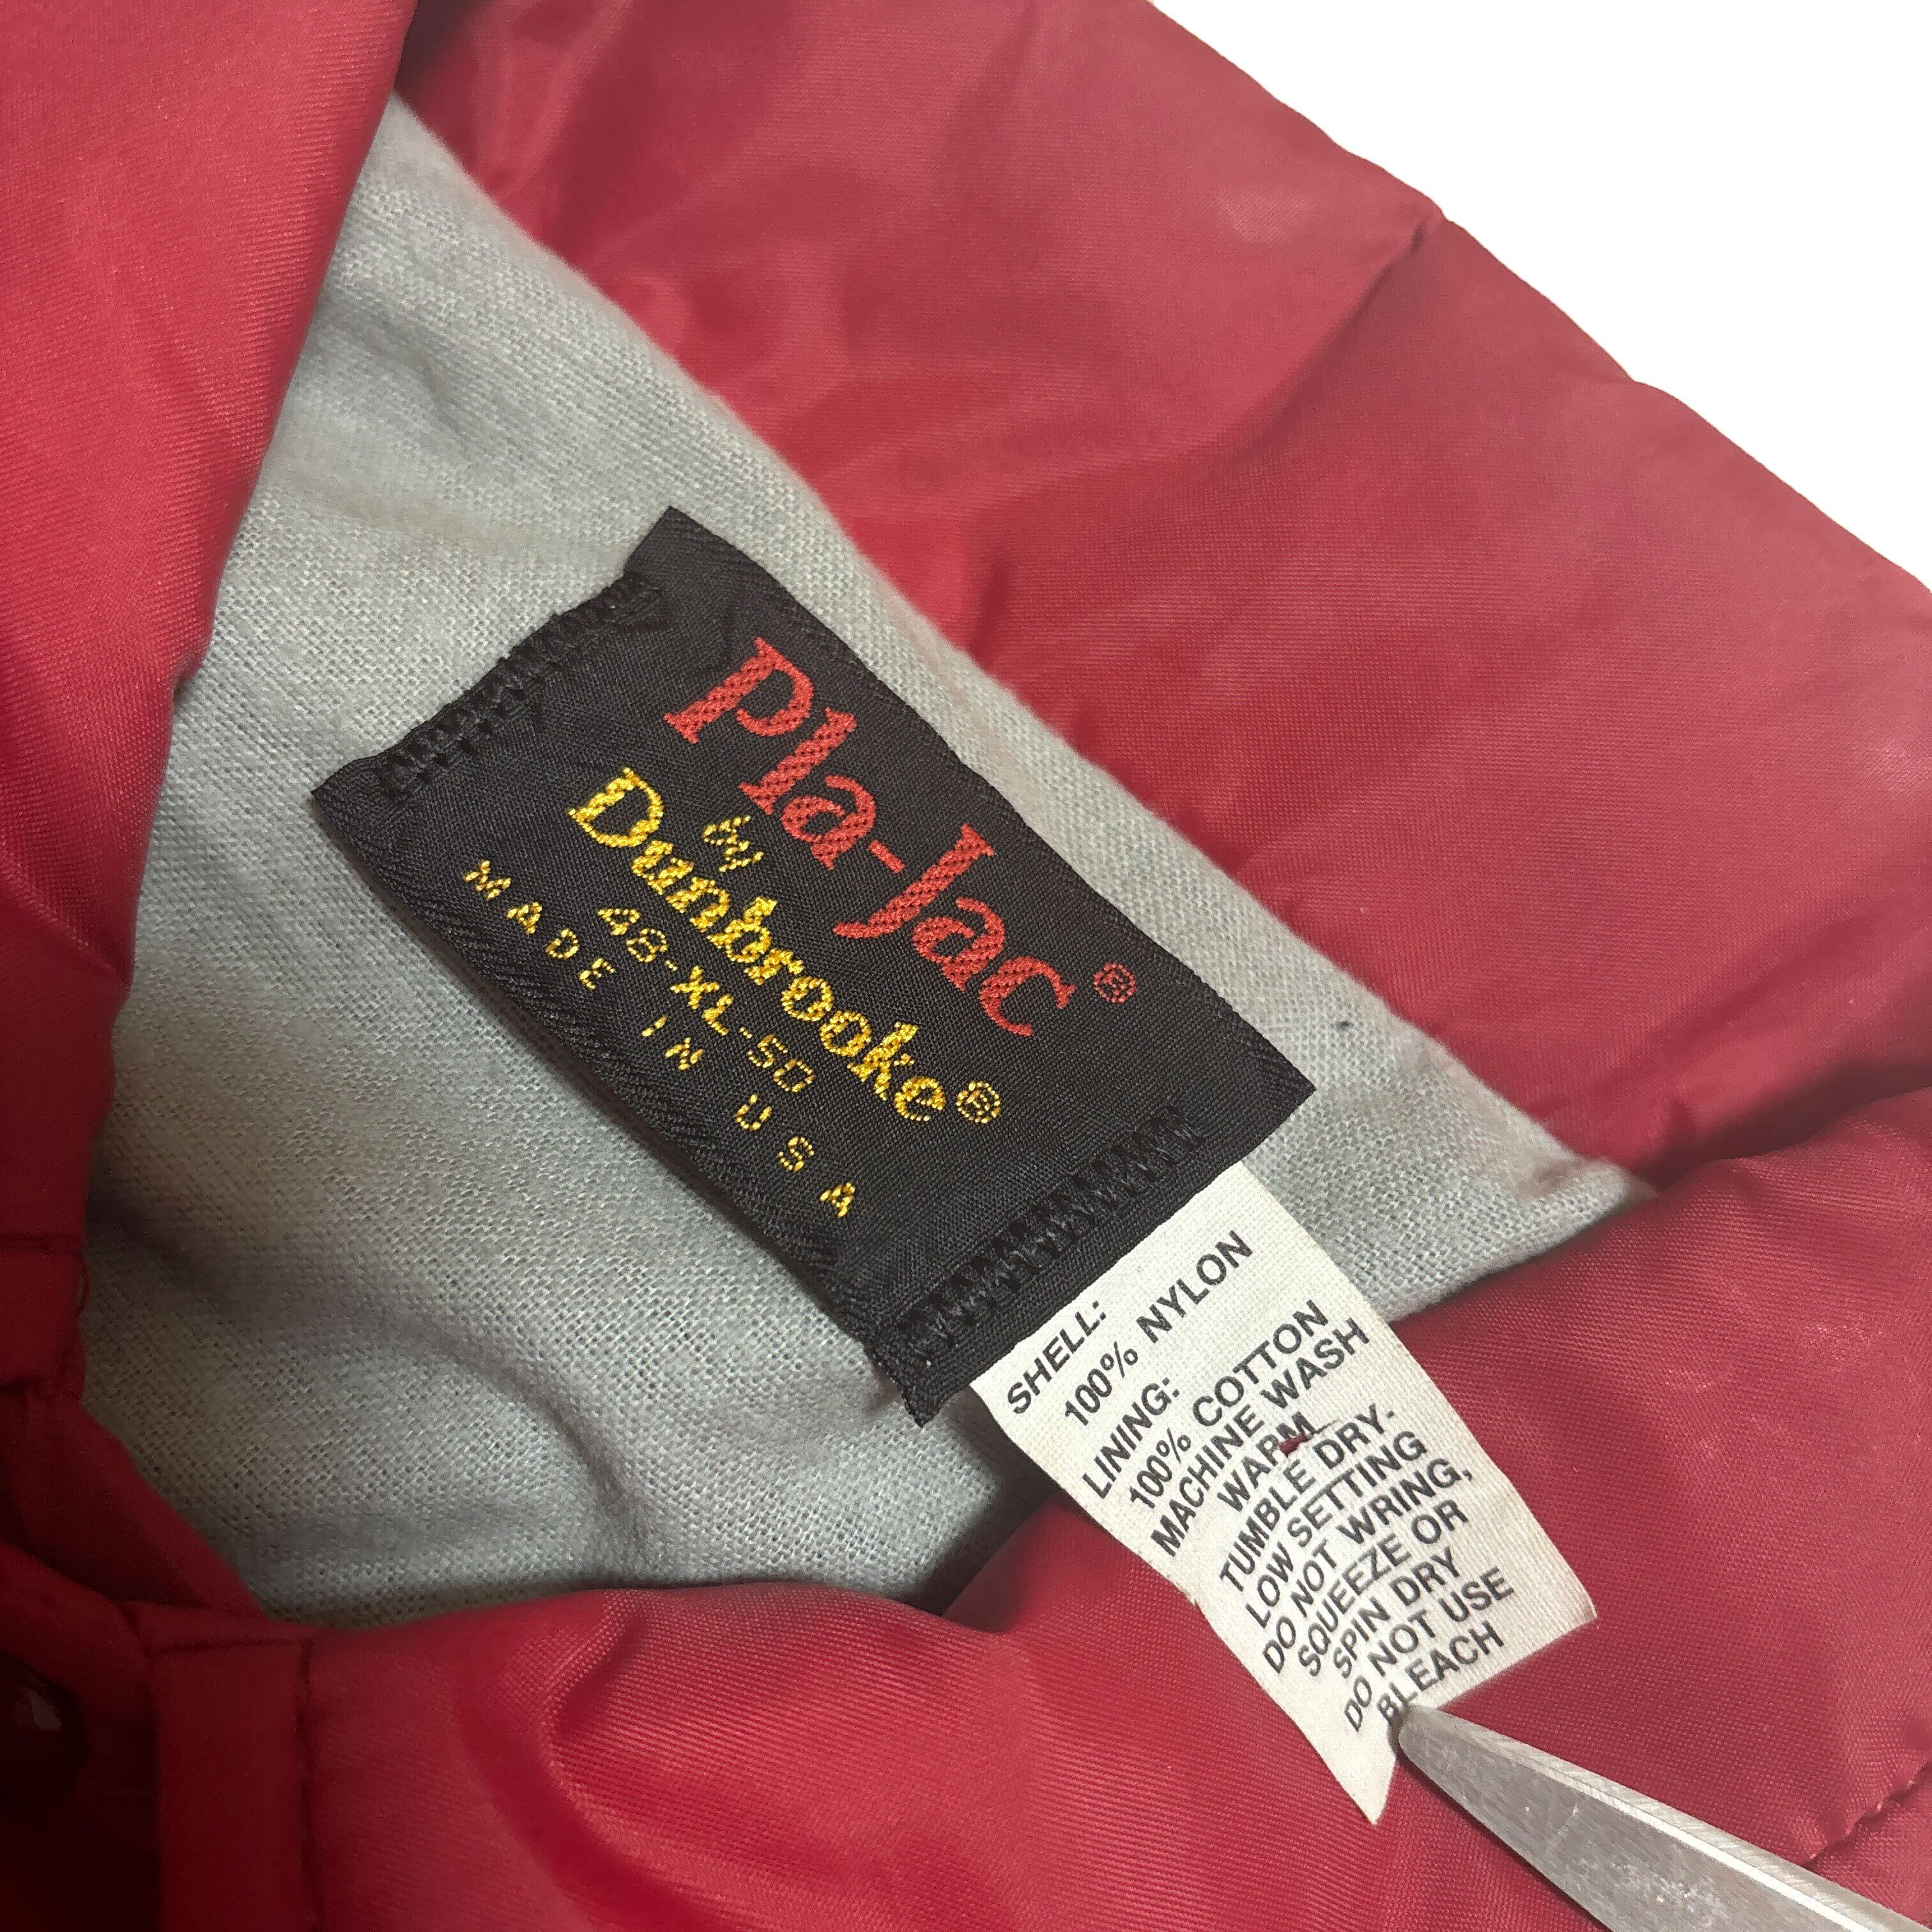 Pla-Jac®
by
Dunbrooke®
48-XL-50
MADE IN USA
SHELL:
100% NYLON
LINING:
100% COTTON
MACHINE WASH
WARM
TUMBLE DRY.
LOW SETTING
DO NOT WRING,
SQUEEZE OR
SPIN DRY
DO NOT USE
BLEACH